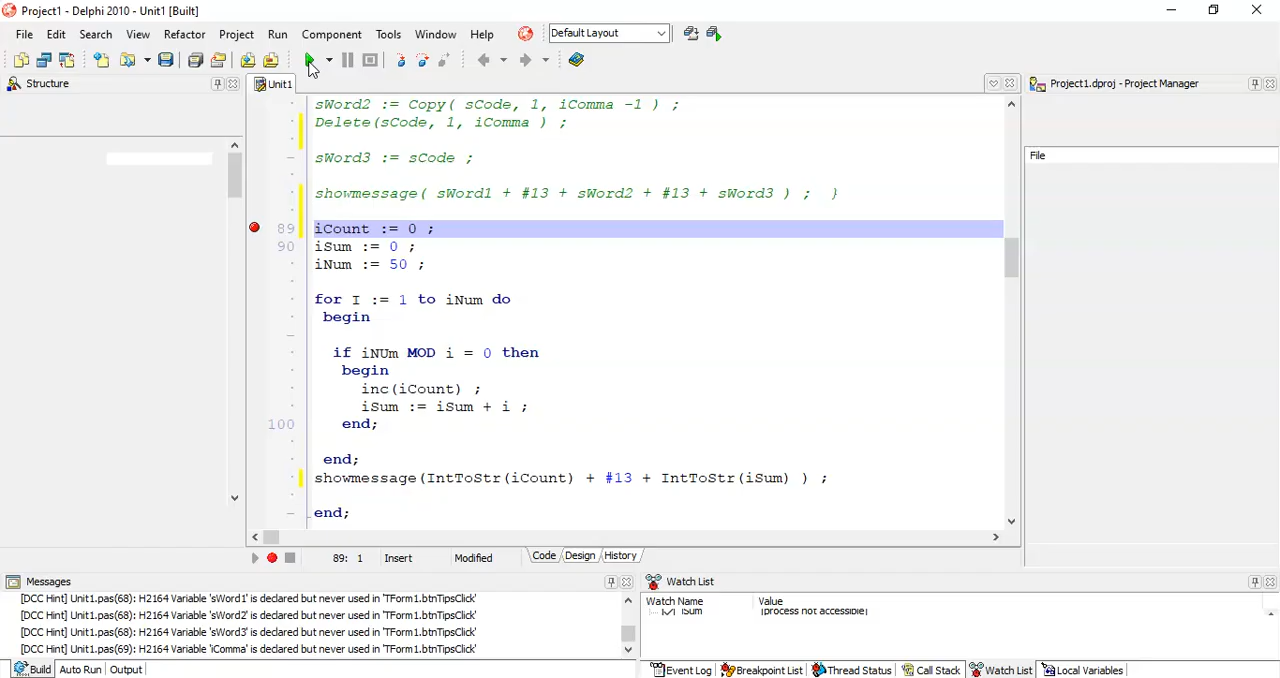 Project1 - Delphi 2010 - Unit1 [Built]
File Edit Search View Refactor Project Run Component Tools Window Help Default Layout
Structure
Unit1
Project1.dproj - Project Manager
File
sWord2 := Copy( sCode, 1, iComma -1 ) ;
Delete(sCode, 1, iComma ) ;
sWord3 := sCode ;
showmessage( sWord1 + #13 + sWord2 + #13 + sWord3 ) ; }
89 iCount := 0 ;
90 iSum := 0 ;
iNum := 50 ;
for I := 1 to iNum do
begin
if iNUm MOD i = 0 then
begin
inc(iCount) ;
iSum := iSum + i ;
100 end;
end;
showmessage(IntToStr(iCount) + #13 + IntToStr(iSum) ) ;
end;
89: 1 Insert Modified Code Design History
Messages
[DCC Hint] Unit1.pas(68): H2164 Variable 'sWord1' is declared but never used in 'TForm1.btnTipsClick'
[DCC Hint] Unit1.pas(68): H2164 Variable 'sWord2' is declared but never used in 'TForm1.btnTipsClick'
[DCC Hint] Unit1.pas(68): H2164 Variable 'sWord3' is declared but never used in 'TForm1.btnTipsClick'
[DCC Hint] Unit1.pas(69): H2164 Variable 'iComma' is declared but never used in 'TForm1.btnTipsClick'
Build Auto Run Output
Watch List
Watch Name Value
iSum [process not accessible]
Event Log Breakpoint List Thread Status Call Stack Watch List Local Variables